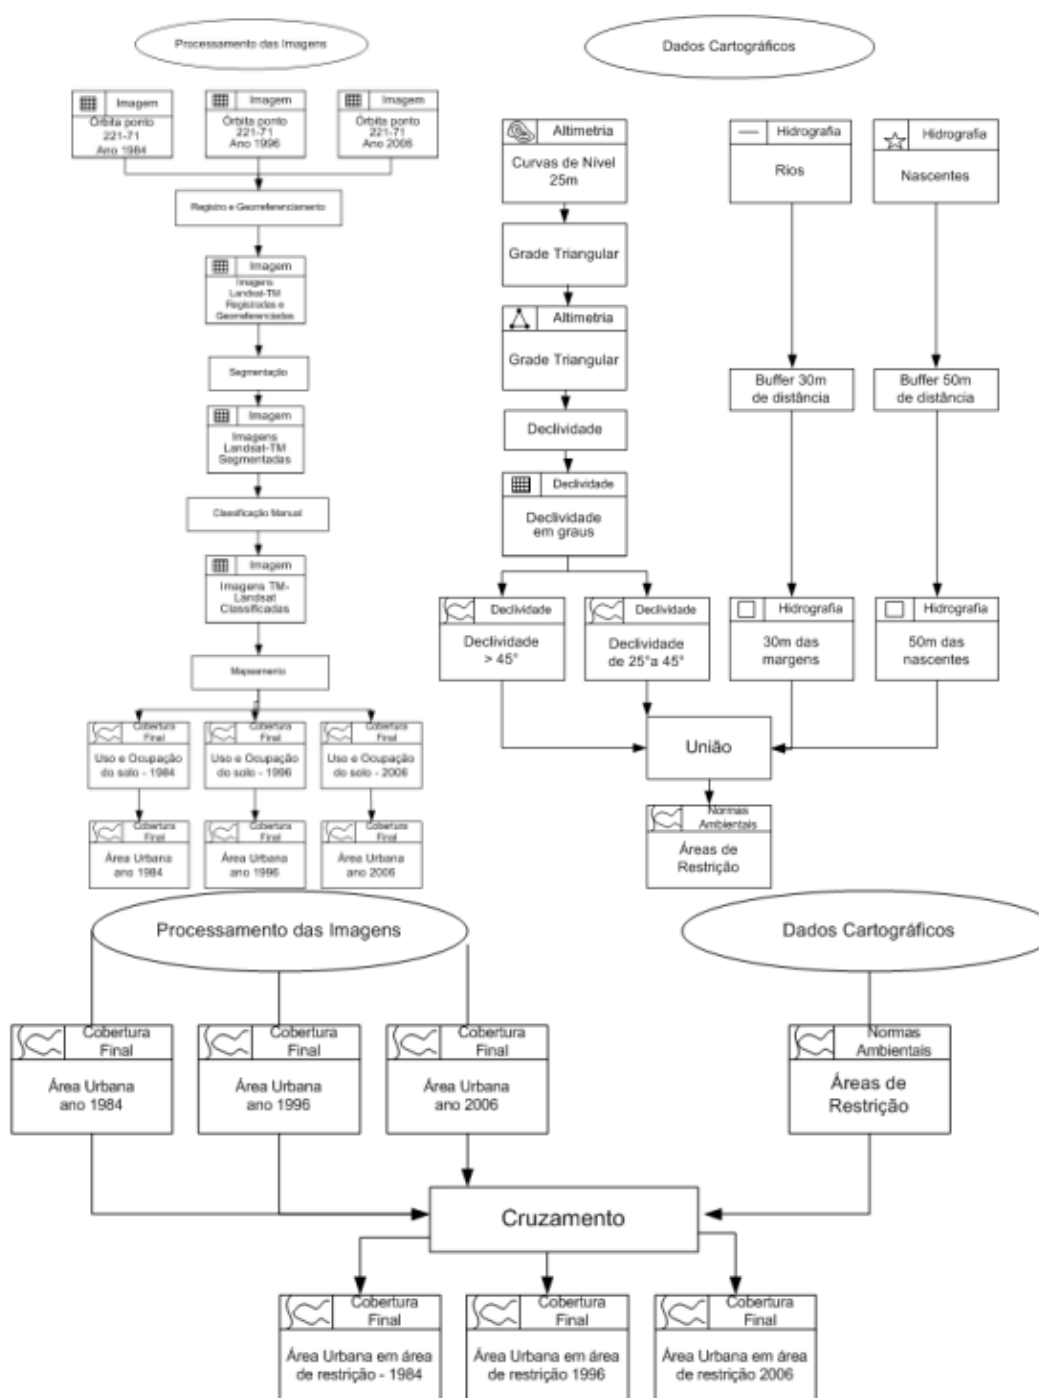 Processamento das Imagens
Imagem
Órbita ponto
221-71
Ano 1984
Imagem
Órbita ponto
221-71
Ano 1996
Imagem
Órbita ponto
221-71
Ano 2006
Registro e Georeferenciamento
Imagem
Imagens
Landsat-TM
Registradas e
Georreferenciadas
Segmentação
Imagem
Imagens
Landsat-TM
Segmentadas
Classificação Manual
Imagem
Imagens TM-
Landsat
Classificadas
Mapeamento
Cobertura
Final
Uso e Ocupação
do solo - 1984
Cobertura
Final
Uso e Ocupação
do solo - 1996
Cobertura
Final
Uso e Ocupação
do solo - 2006
Cobertura
Final
Área Urbana
ano 1984
Cobertura
Final
Área Urbana
ano 1996
Cobertura
Final
Área Urbana
ano 2006
Dados Cartográficos
Altimetria
Curvas de Nível
25m
Grade Triangular
Altimetria
Grade Triangular
Declividade
Declividade
Declividade
em graus
Declividade
Declividade
> 45°
Declividade
Declividade
de 25°a 45°
Hidrografia
Rios
Buffer 30m
de distância
Hidrografia
30m das
margens
Hidrografia
Nascentes
Buffer 50m
de distância
Hidrografia
50m das
nascentes
União
Normas
Ambientais
Áreas de
Restrição
Processamento das Imagens
Cobertura
Final
Área Urbana
ano 1984
Cobertura
Final
Área Urbana
ano 1996
Cobertura
Final
Área Urbana
ano 2006
Dados Cartográficos
Normas
Ambientais
Áreas de
Restrição
Cruzamento
Cobertura
Final
Área Urbana em área
de restrição - 1984
Cobertura
Final
Área Urbana em área
de restrição 1996
Cobertura
Final
Área Urbana em área
de restrição 2006